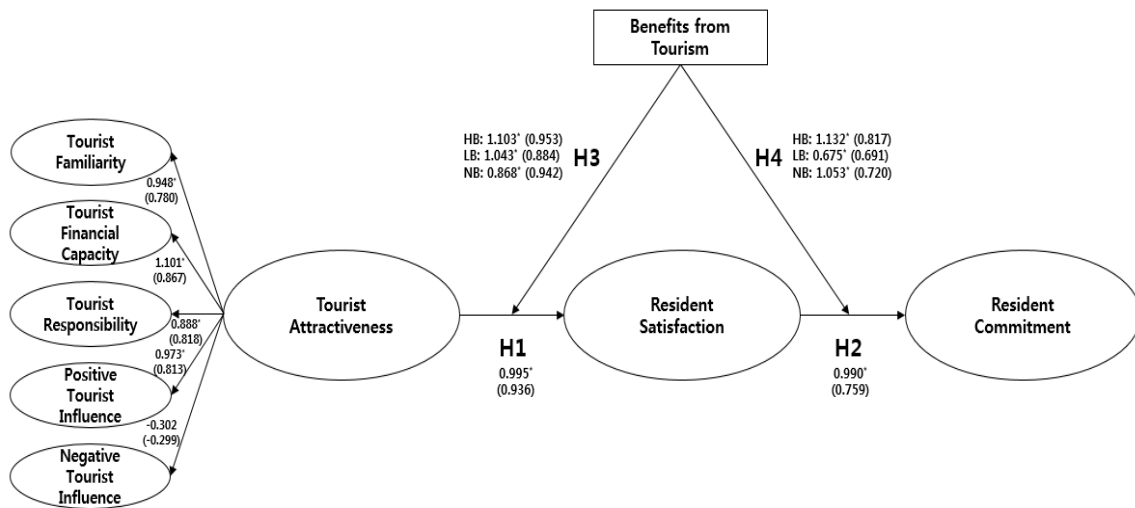 Benefits from
Tourism
HB: 1.103* (0.953)
LB: 1.043* (0.884)
NB: 0.868* (0.942)
H3
H4
HB: 1.132* (0.817)
LB: 0.675* (0.691)
NB: 1.053* (0.720)
Tourist
Familiarity
0.948*
(0.780)
Tourist
Financial
Capacity
1.101*
(0.867)
Tourist
Responsibility
0.888*
(0.818)
0.973*
(0.813)
Positive
Tourist
Influence
-0.302
(-0.299)
Negative
Tourist
Influence
Tourist
Attractiveness
H1
0.995*
(0.936)
Resident
Satisfaction
H2
0.990*
(0.759)
Resident
Commitment